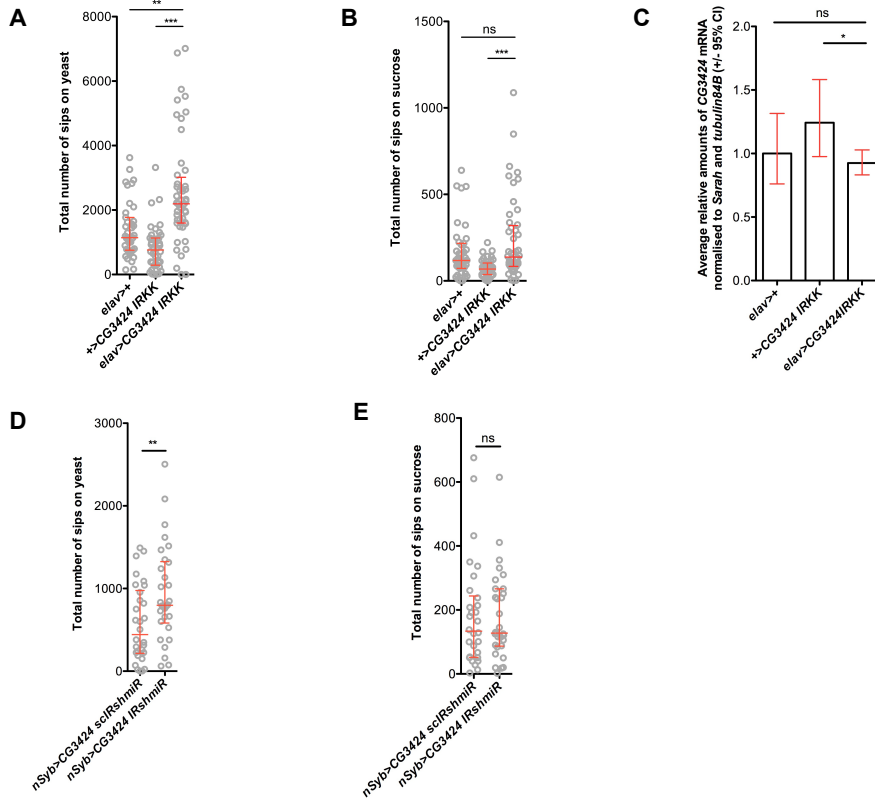 A
Total number of sips on yeast
8000
6000
4000
2000
0
**
***
elav>+
+>CG3424 IRKK
elav>CG3424 IRKK
B
Total number of sips on sucrose
1500
1000
500
0
ns
***
elav>+
+>CG3424 IRKK
elav>CG3424 IRKK
C
Average relative amounts of CG3424 mRNA
normalised to Sarah and tubulin84B (+/- 95% CI)
2.0
1.5
1.0
0.5
0.0
ns
*
elav>+
+>CG3424 IRKK
elav>CG3424IRKK
D
Total number of sips on yeast
3000
2000
1000
0
**
nSyb>CG3424 sclRshmiR
nSyb>CG3424 IRshmiR
E
Total number of sips on sucrose
800
600
400
200
0
ns
nSyb>CG3424 sclRshmiR
nSyb>CG3424 IRshmiR